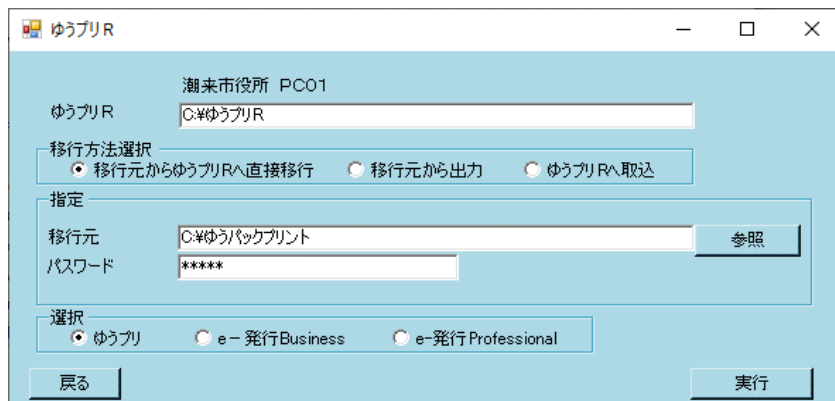 ゆうプリR
潮来市役所 PC01
ゆうプリR C:¥ゆうプリR
移行方法選択
移行元からゆうプリRへ直接移行 移行元から出力 ゆうプリRへ取込
指定
移行元 C:¥ゆうパックプリント 参照
パスワード *****
選択
ゆうプリ e－発行Business e-発行Professional
戻る 実行